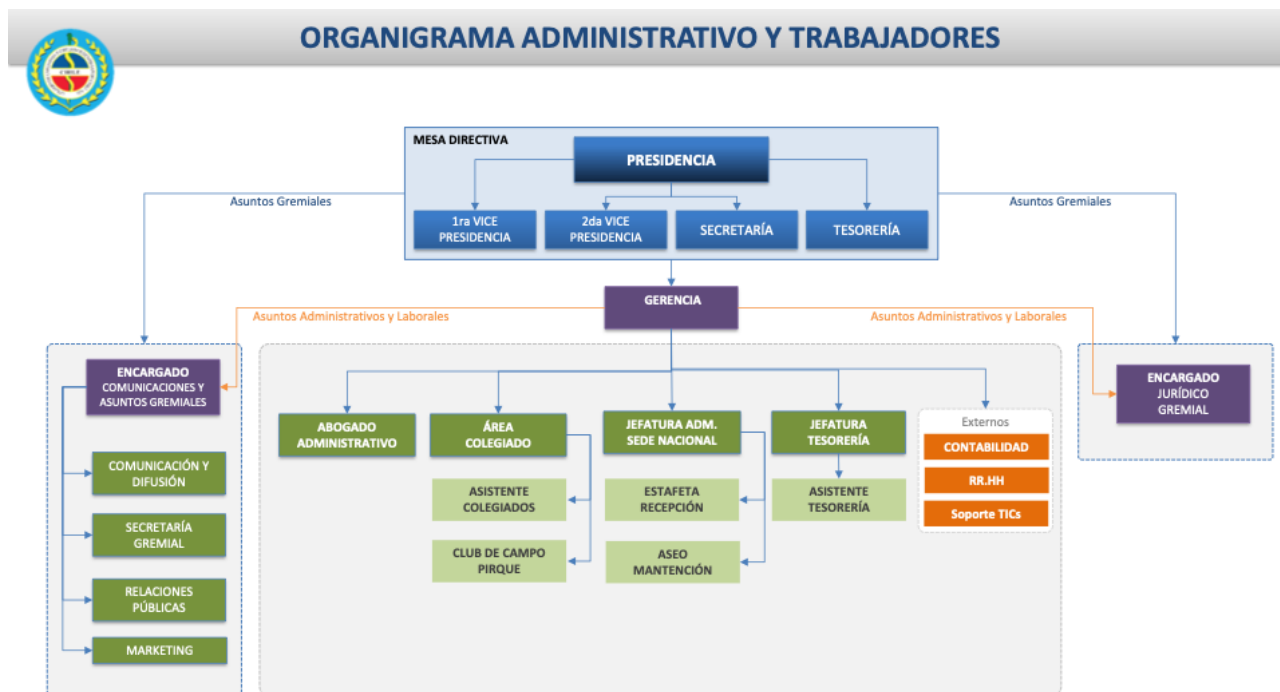 ORGANIGRAMA ADMINISTRATIVO Y TRABAJADORES
CHILE
MESA DIRECTIVA
PRESIDENCIA
1ra VICE
PRESIDENCIA
2da VICE
PRESIDENCIA
SECRETARÍA
TESORERÍA
Asuntos Gremiales
Asuntos Gremiales
GERENCIA
Asuntos Administrativos y Laborales
Asuntos Administrativos y Laborales
ENCARGADO
COMUNICACIONES Y
ASUNTOS GREMIALES
COMUNICACIÓN Y
DIFUSIÓN
SECRETARÍA
GREMIAL
RELACIONES
PÚBLICAS
MARKETING
ABOGADO
ADMINISTRATIVO
ÁREA
COLEGIADO
ASISTENTE
COLEGIADOS
CLUB DE CAMPO
PIRQUE
JEFATURA ADM.
SEDE NACIONAL
ESTAFETA
RECEPCIÓN
ASEO
MANTENCIÓN
JEFATURA
TESORERÍA
ASISTENTE
TESORERÍA
Externos
CONTABILIDAD
RR.HH
Soporte TICs
ENCARGADO
JURÍDICO
GREMIAL